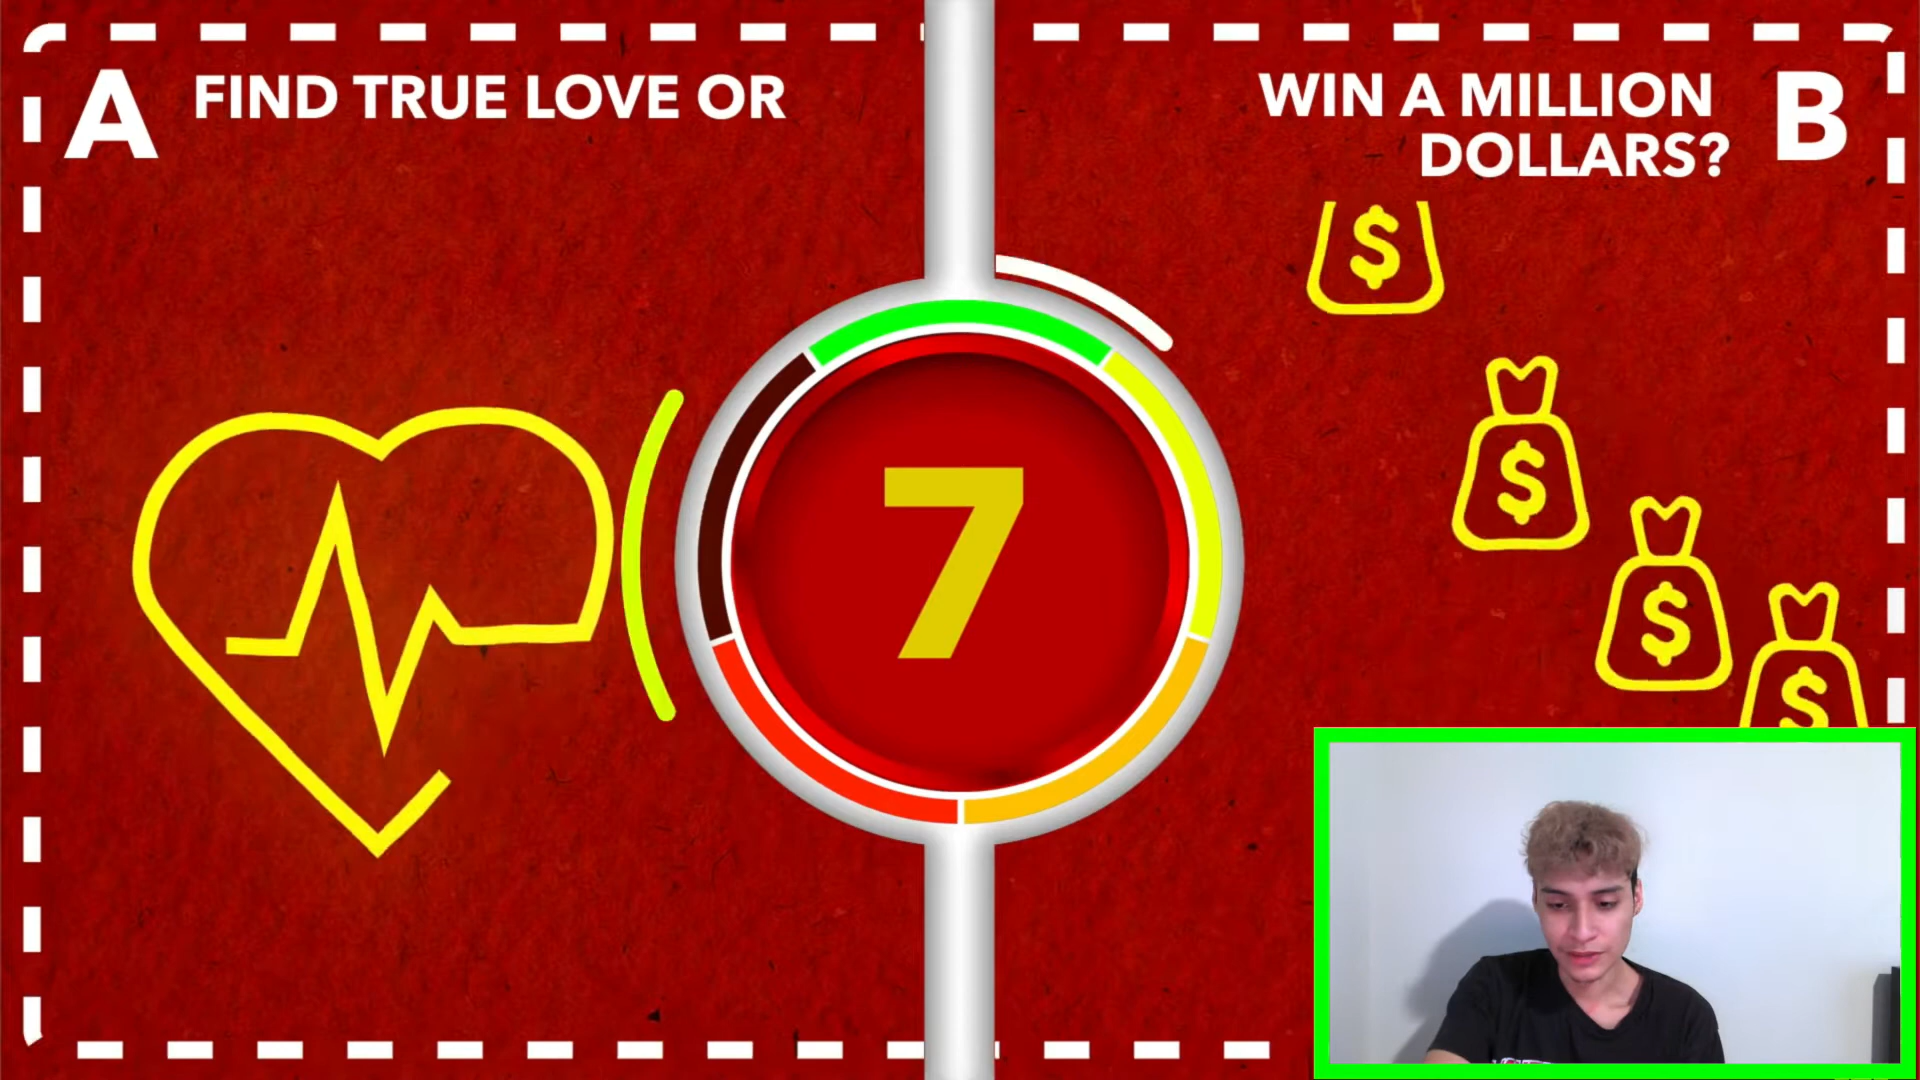 A
FIND TRUE LOVE OR
WIN A MILLION
DOLLARS?
B
$
$
$
$
7